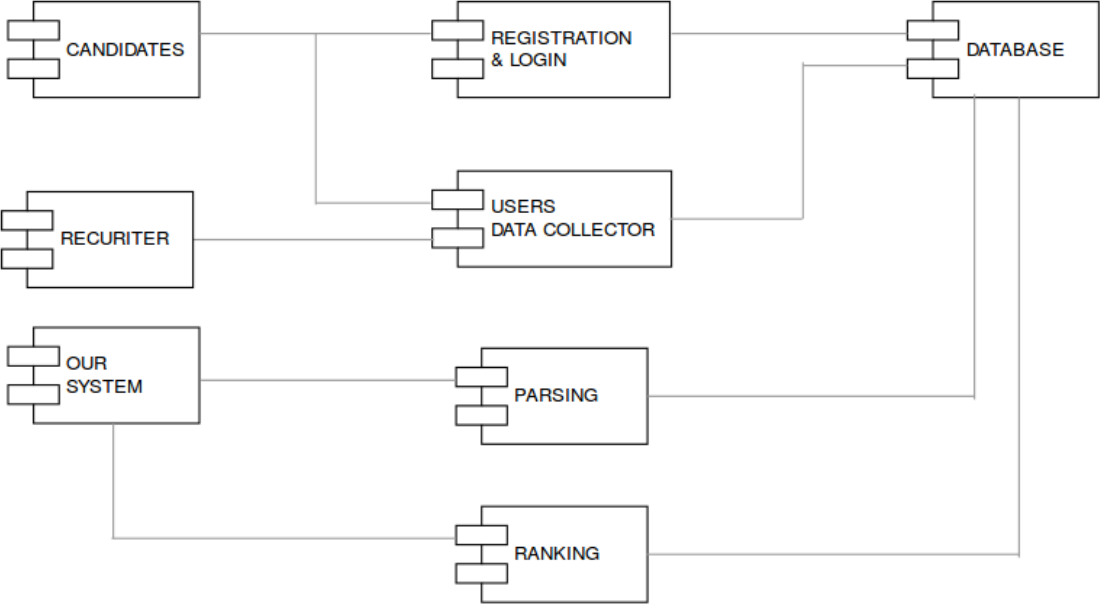 CANDIDATES
REGISTRATION
& LOGIN
DATABASE
USERS
DATA COLLECTOR
RECURITER
OUR
SYSTEM
PARSING
RANKING